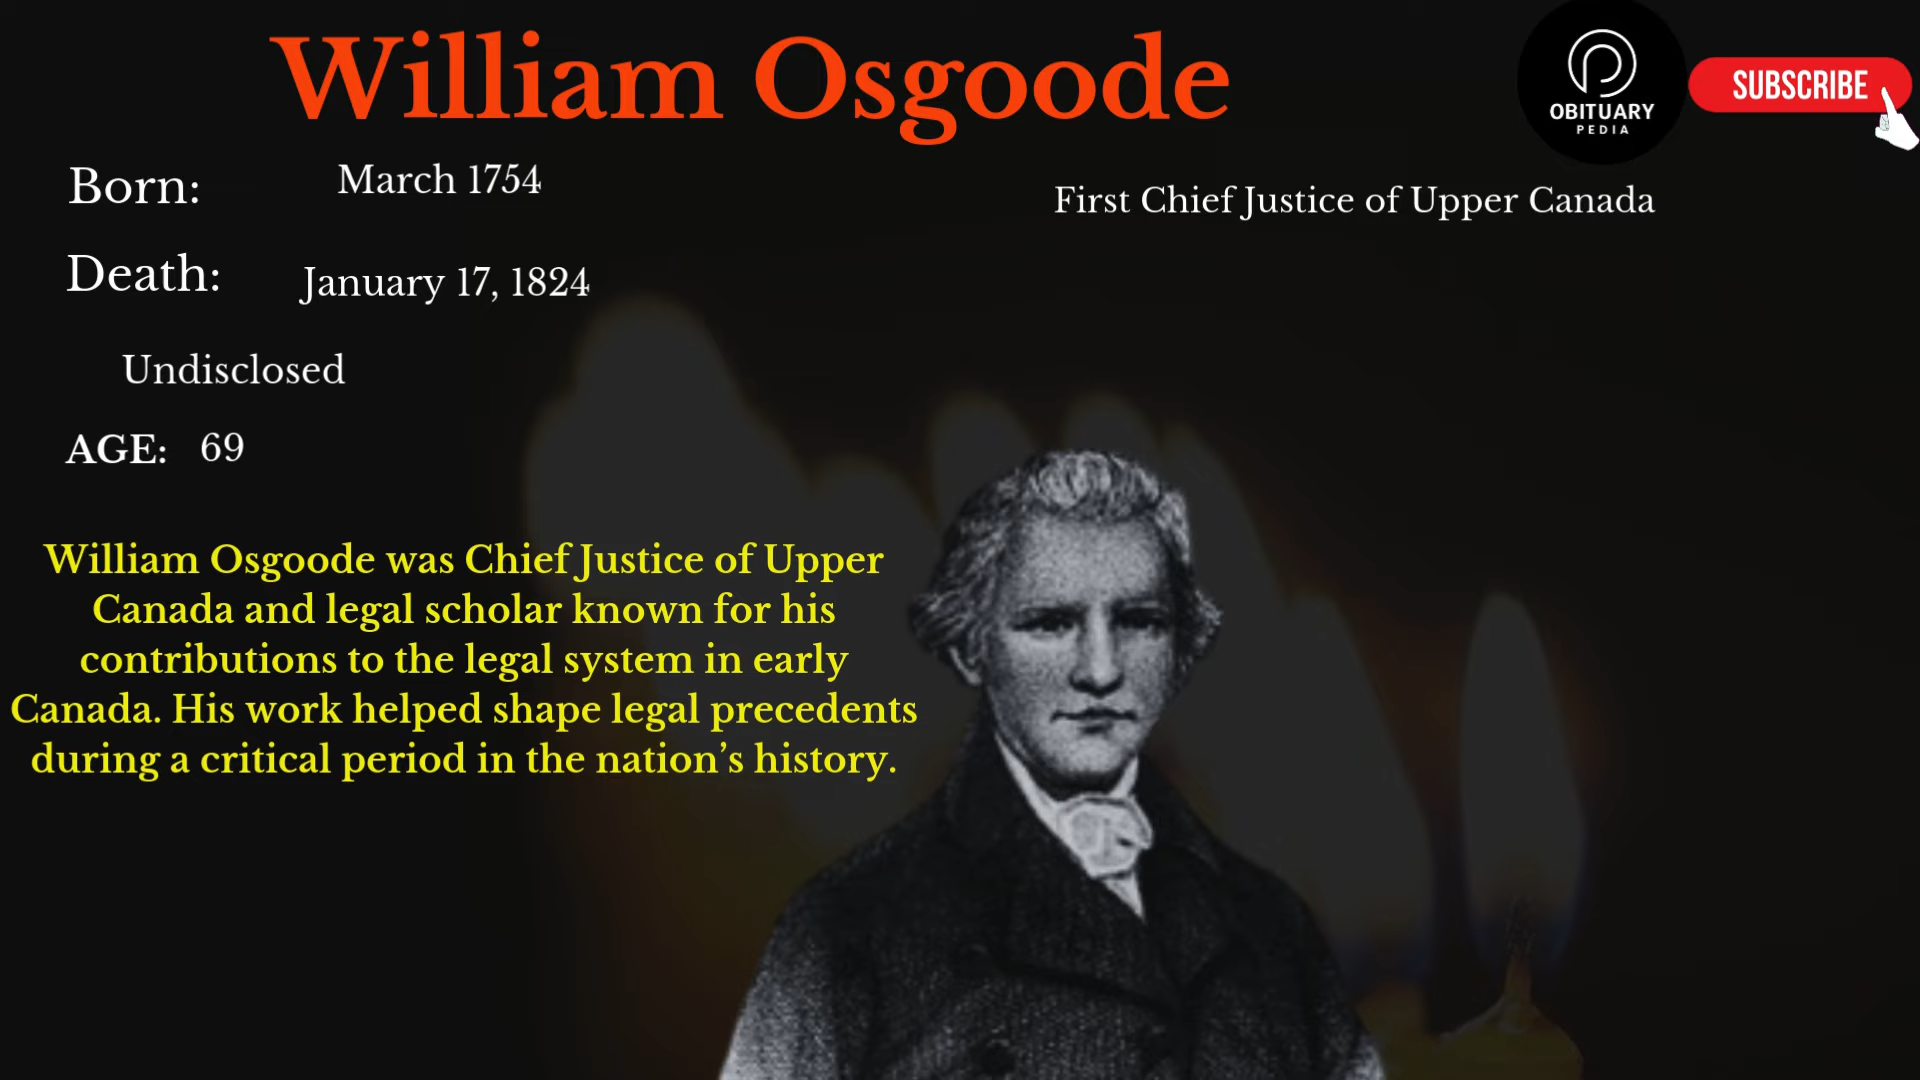 William Osgoode
OBITUARY
PEDIA
SUBSCRIBE
Born: March 1754
First Chief Justice of Upper Canada
Death: January 17, 1824
Undisclosed
AGE: 69
William Osgoode was Chief Justice of Upper
Canada and legal scholar known for his
contributions to the legal system in early
Canada. His work helped shape legal precedents
during a critical period in the nation’s history.